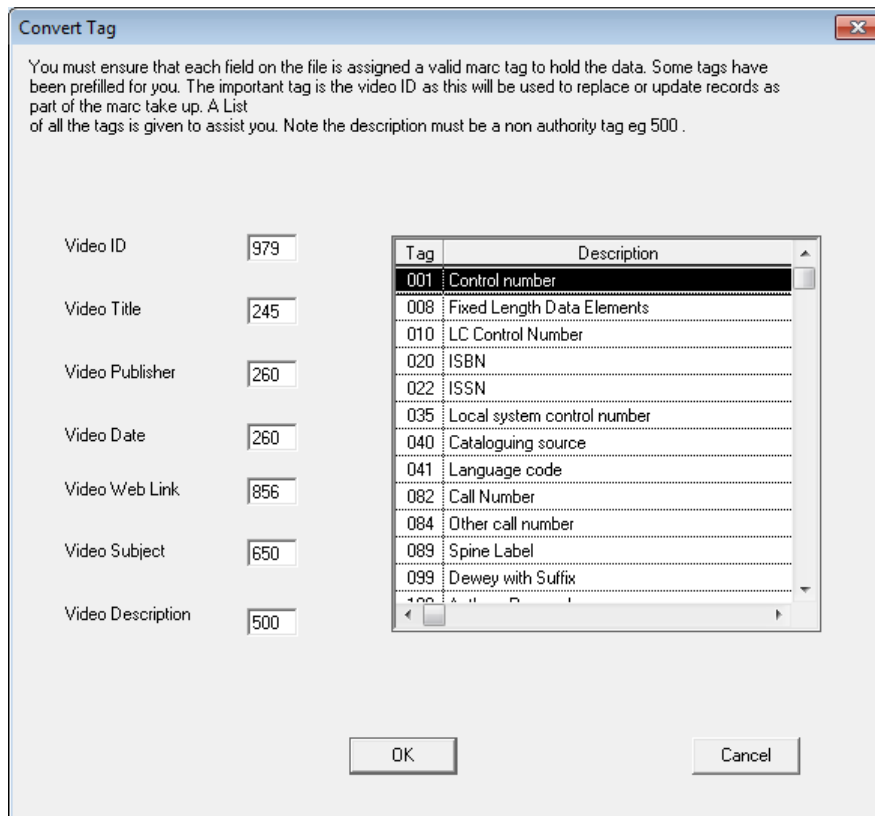 Convert Tag
You must ensure that each field on the file is assigned a valid marc tag to hold the data. Some tags have
been prefilled for you. The important tag is the video ID as this will be used to replace or update records as
part of the marc take up. A List
of all the tags is given to assist you. Note the description must be a non authority tag eg 500 .
Video ID 979
Video Title 245
Video Publisher 260
Video Date 260
Video Web Link 856
Video Subject 650
Video Description 500
Tag Description
001 Control number
008 Fixed Length Data Elements
010 LC Control Number
020 ISBN
022 ISSN
035 Local system control number
040 Cataloguing source
041 Language code
082 Call Number
084 Other call number
089 Spine Label
099 Dewey with Suffix
OK Cancel